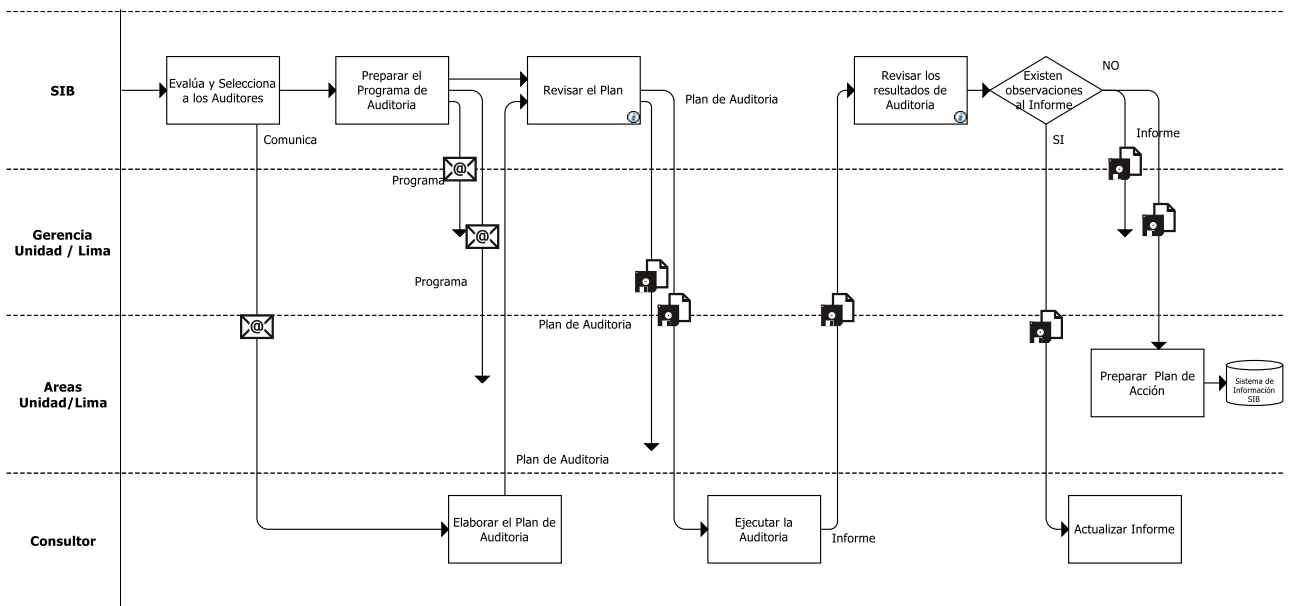 SIB
Evalúa y Selecciona
a los Auditores
Preparar el
Programa de
Auditoria
Revisar el Plan
Plan de Auditoria
Revisar los
resultados de
Auditoria
Existen
observaciones
al Informe
NO
Comunica
SI
Informe
Programa
@
Gerencia
Unidad / Lima
@
Programa
@
Plan de Auditoria
Areas
Unidad/Lima
Preparar Plan de
Acción
Sistema de
Información
SIB
Plan de Auditoria
Consultor
Elaborar el Plan de
Auditoria
Ejecutar la
Auditoria
Informe
Actualizar Informe